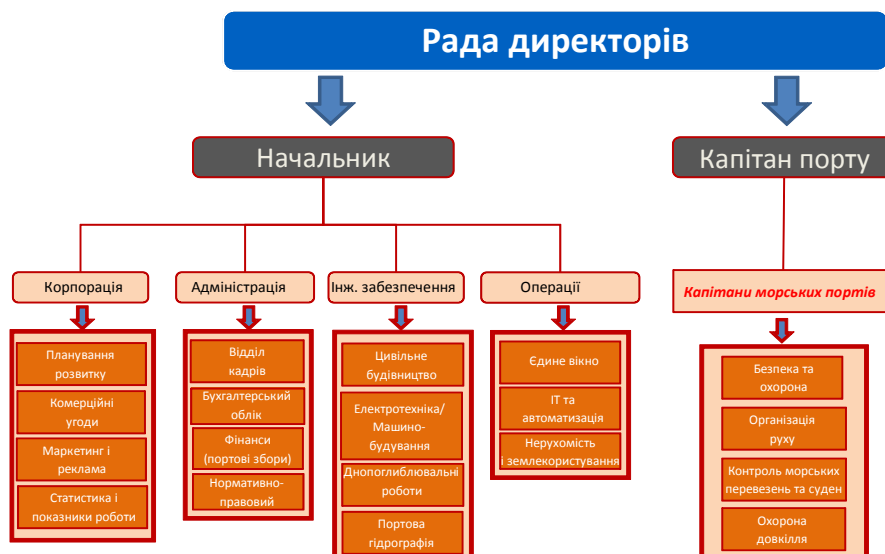 Рада директорів
Начальник
Капітан порту
Корпорація
Адміністрація
Інж. забезпечення
Операції
Капітани морських портів
Планування
розвитку
Комерційні
угоди
Маркетинг і
реклама
Статистика і
показники роботи
Відділ
кадрів
Бухгалтерський
облік
Фінанси
(портові збори)
Нормативно-
правовий
Цивільне
будівництво
Електротехніка/
Машино-
будування
Днопоглиблювальні
роботи
Портова
гідрографія
Єдине вікно
ІТ та
автоматизація
Нерухомість
і землекористування
Безпека та
охорона
Організація
руху
Контроль морських
перевезень та суден
Охорона
довкілля